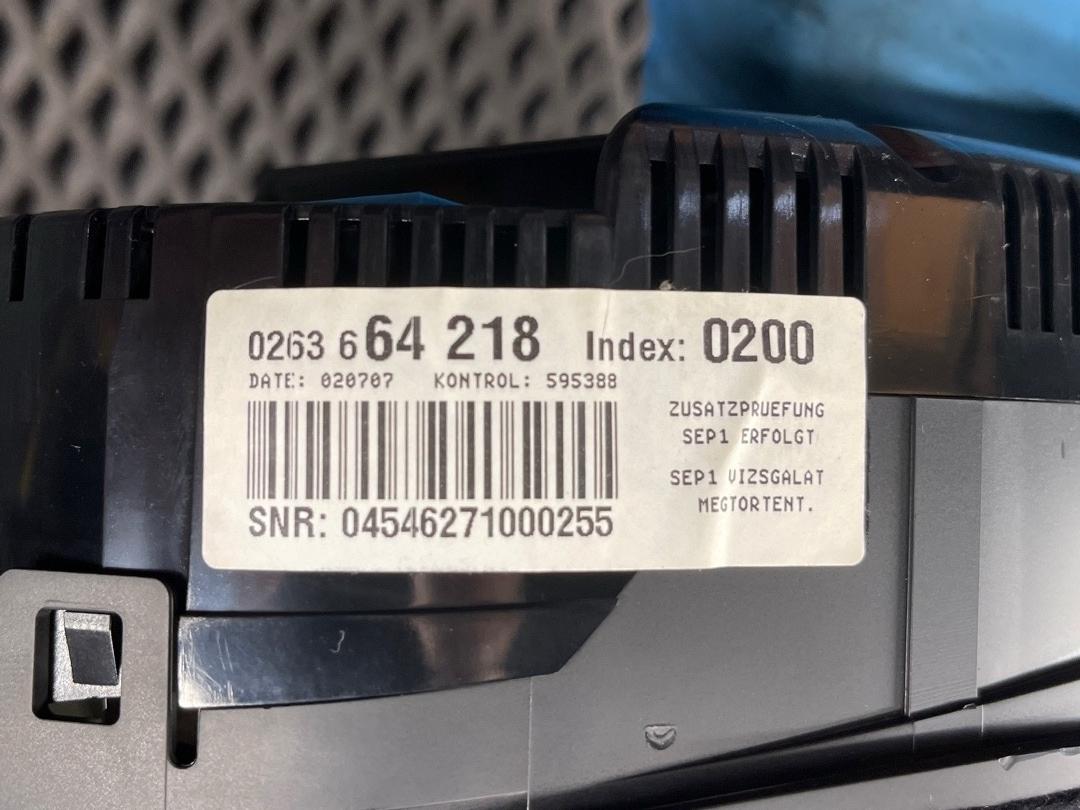 0263 664 218 Index: 0200
DATE: 020707 KONTROL: 595388
ZUSATZPRUEFUNG
SEP1 ERFOLGT
SEP1 VIZSGALAT
MEGTORTENT.
SNR: 04546271000255